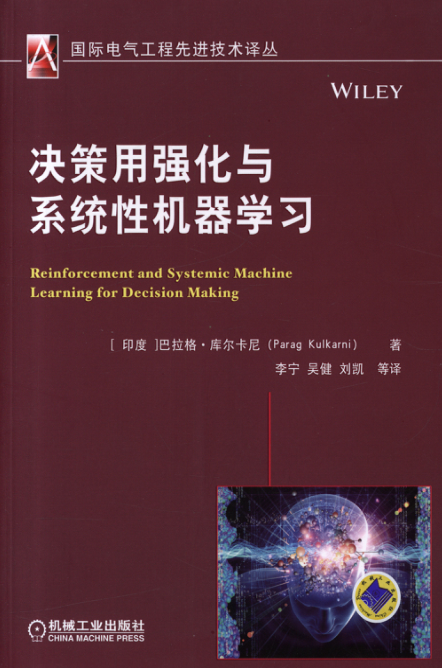 国际电气工程先进技术译丛
WILEY
决策用强化与
系统性机器学习
Reinforcement and Systemic Machine
Learning for Decision Making
[ 印度 ]巴拉格·库尔卡尼 (Parag Kulkarni) 著
李宁 吴健 刘凯 等译
机械工业出版社
CHINA MACHINE PRESS